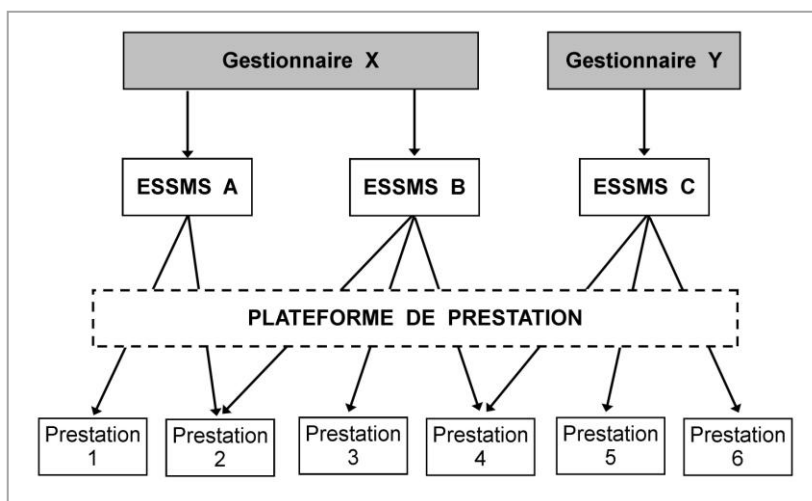 Gestionnaire X
Gestionnaire Y
ESSMS A
ESSMS B
ESSMS C
PLATEFORME DE PRESTATION
Prestation
1
Prestation
2
Prestation
3
Prestation
4
Prestation
5
Prestation
6